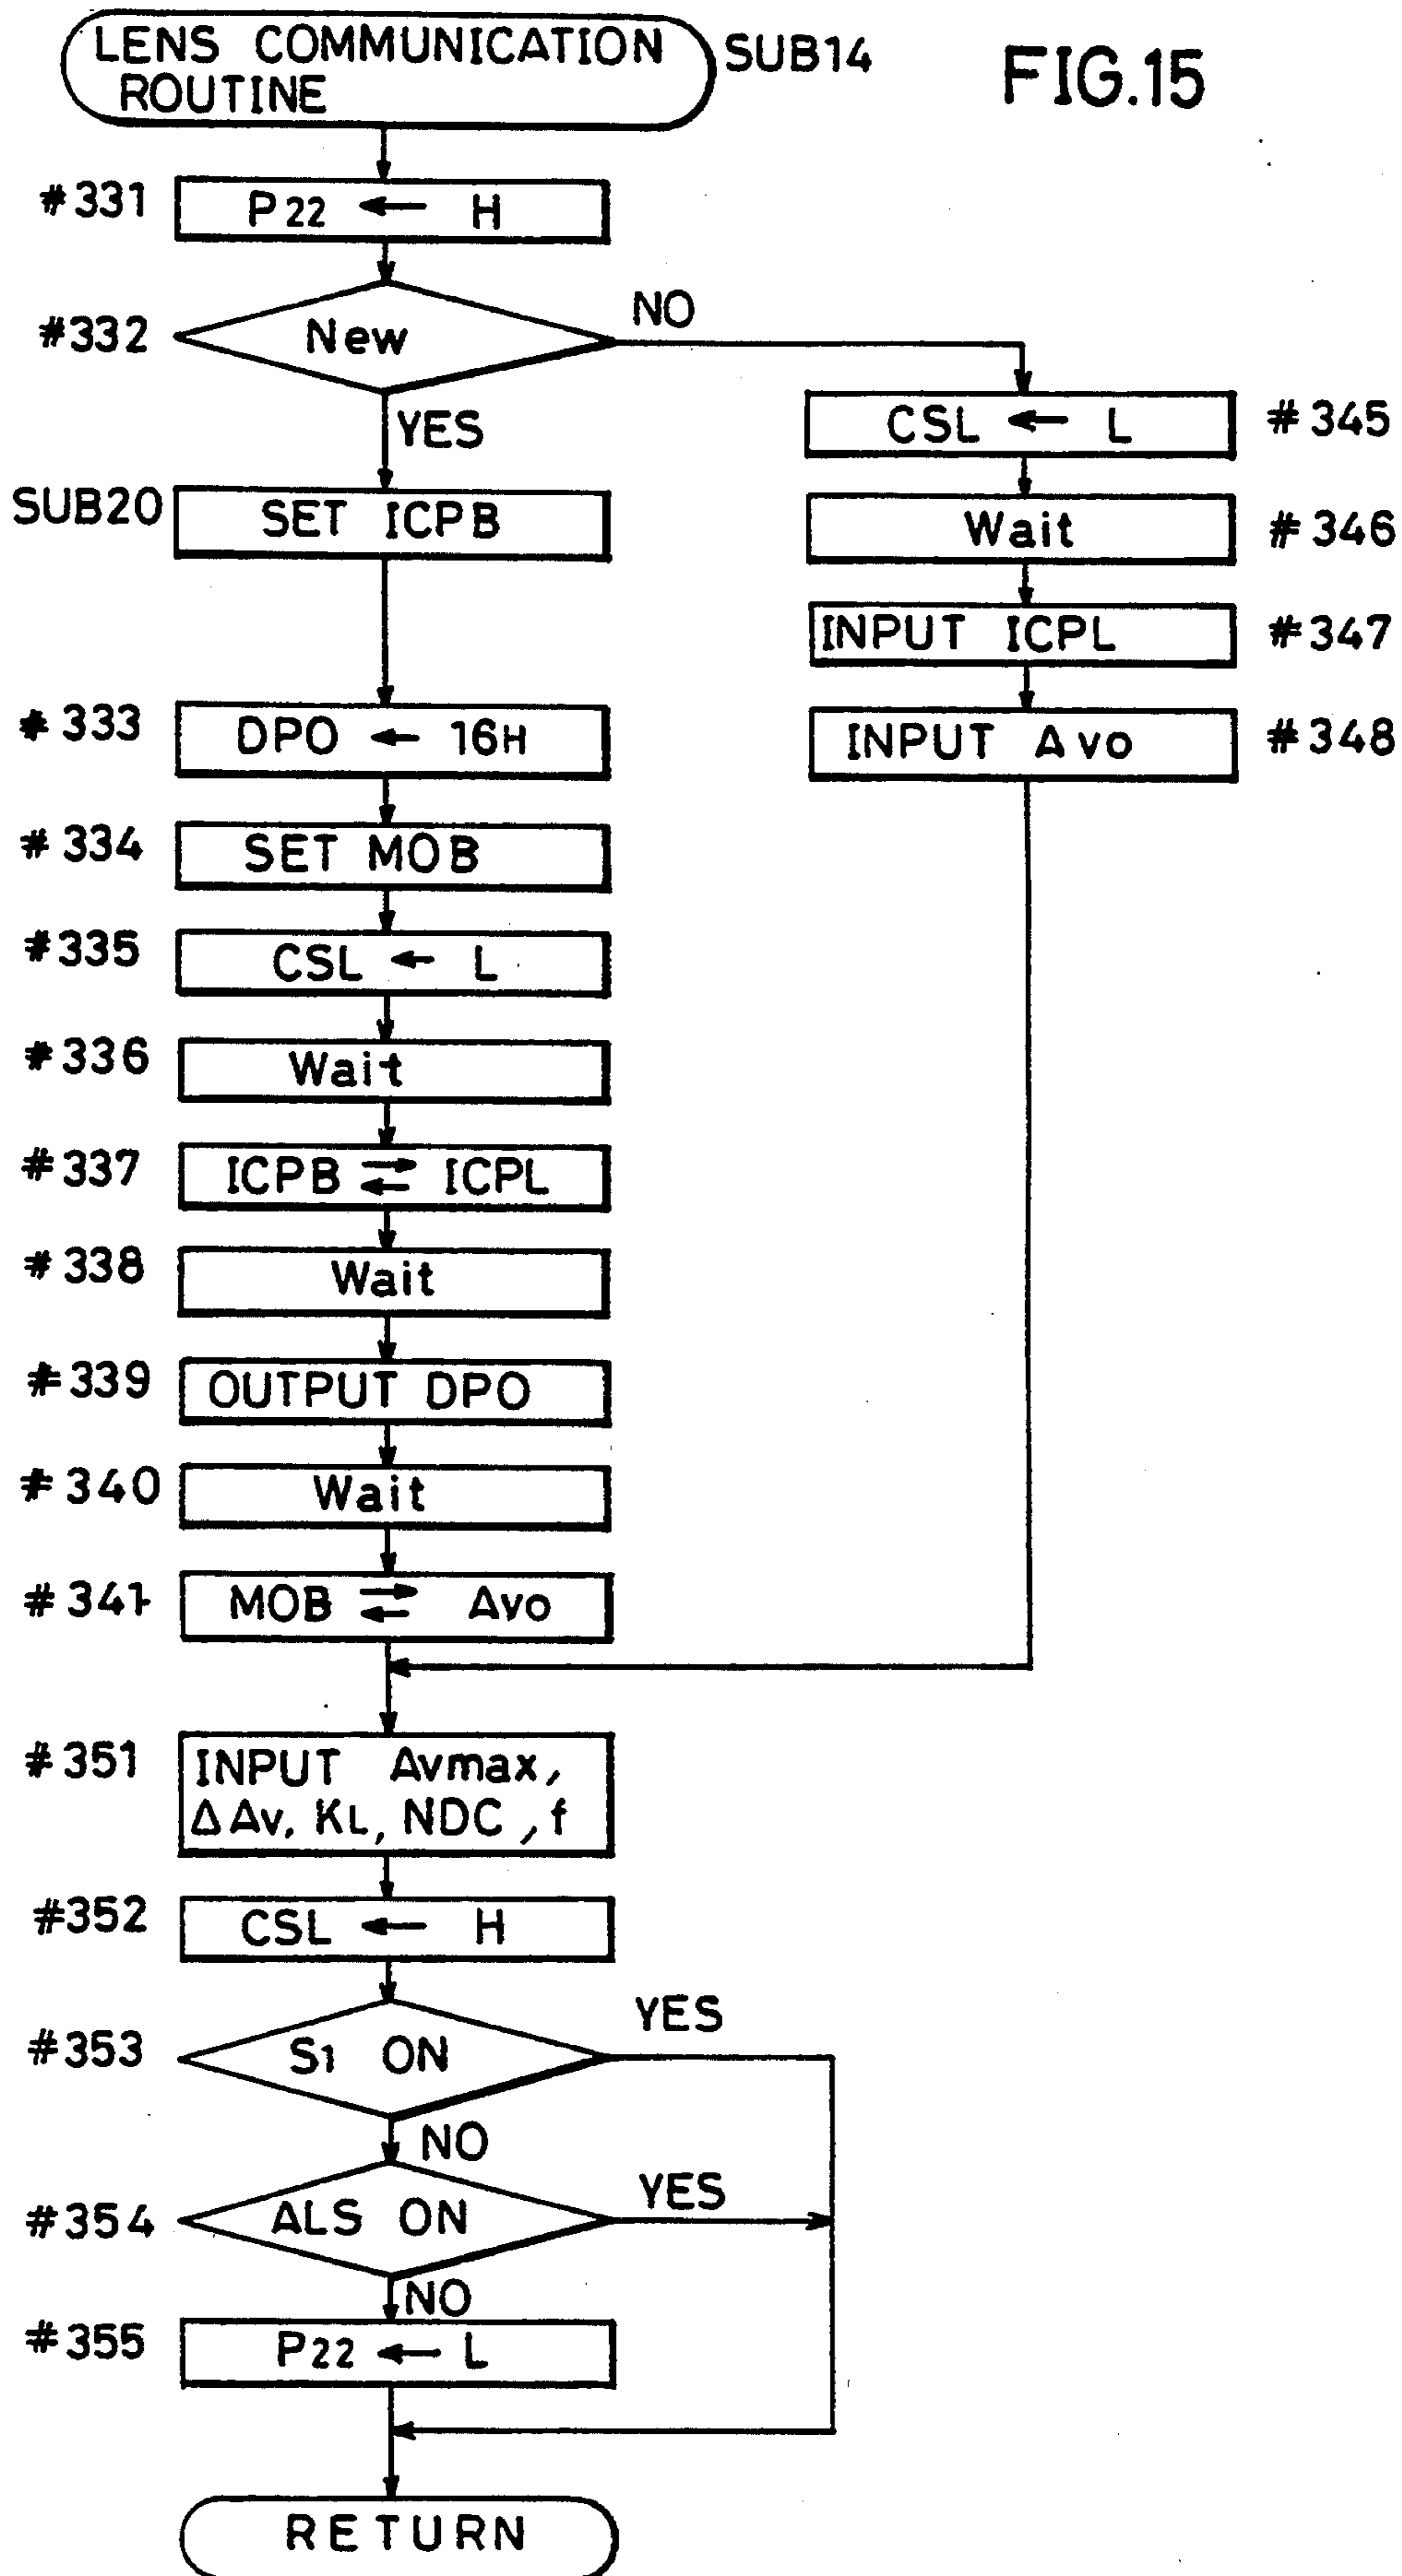 LENS COMMUNICATION
ROUTINE
SUB14
FIG.15
#331
P22 ← H
#332
New
NO
YES
#345
CSL ← L
#346
Wait
#347
INPUT ICPL
#348
INPUT Avo
SUB20
SET ICPB
#333
DPO ← 16H
#334
SET MOB
#335
CSL ← L
#336
Wait
#337
ICPB ⇄ ICPL
#338
Wait
#339
OUTPUT DPO
#340
Wait
#341
MOB ⇄ Avo
#351
INPUT Avmax,
ΔAv, KL, NDC, f
#352
CSL ← H
#353
S1 ON
YES
NO
#354
ALS ON
YES
NO
#355
P22 ← L
RETURN